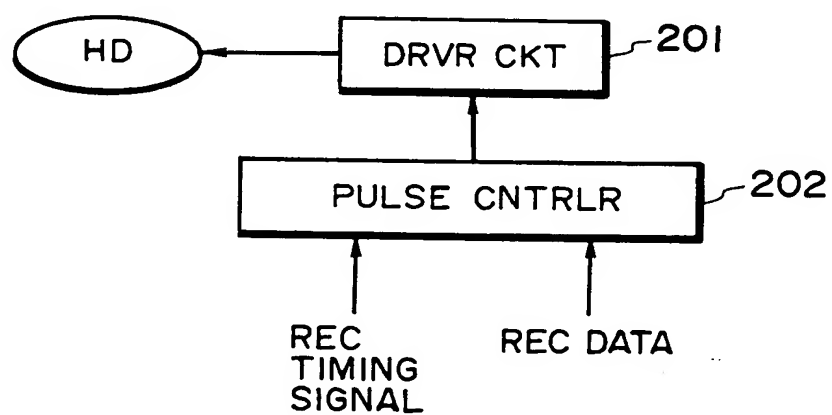 HD
DRVR CKT
201
PULSE CNTRLR
202
REC
TIMING
SIGNAL
REC DATA